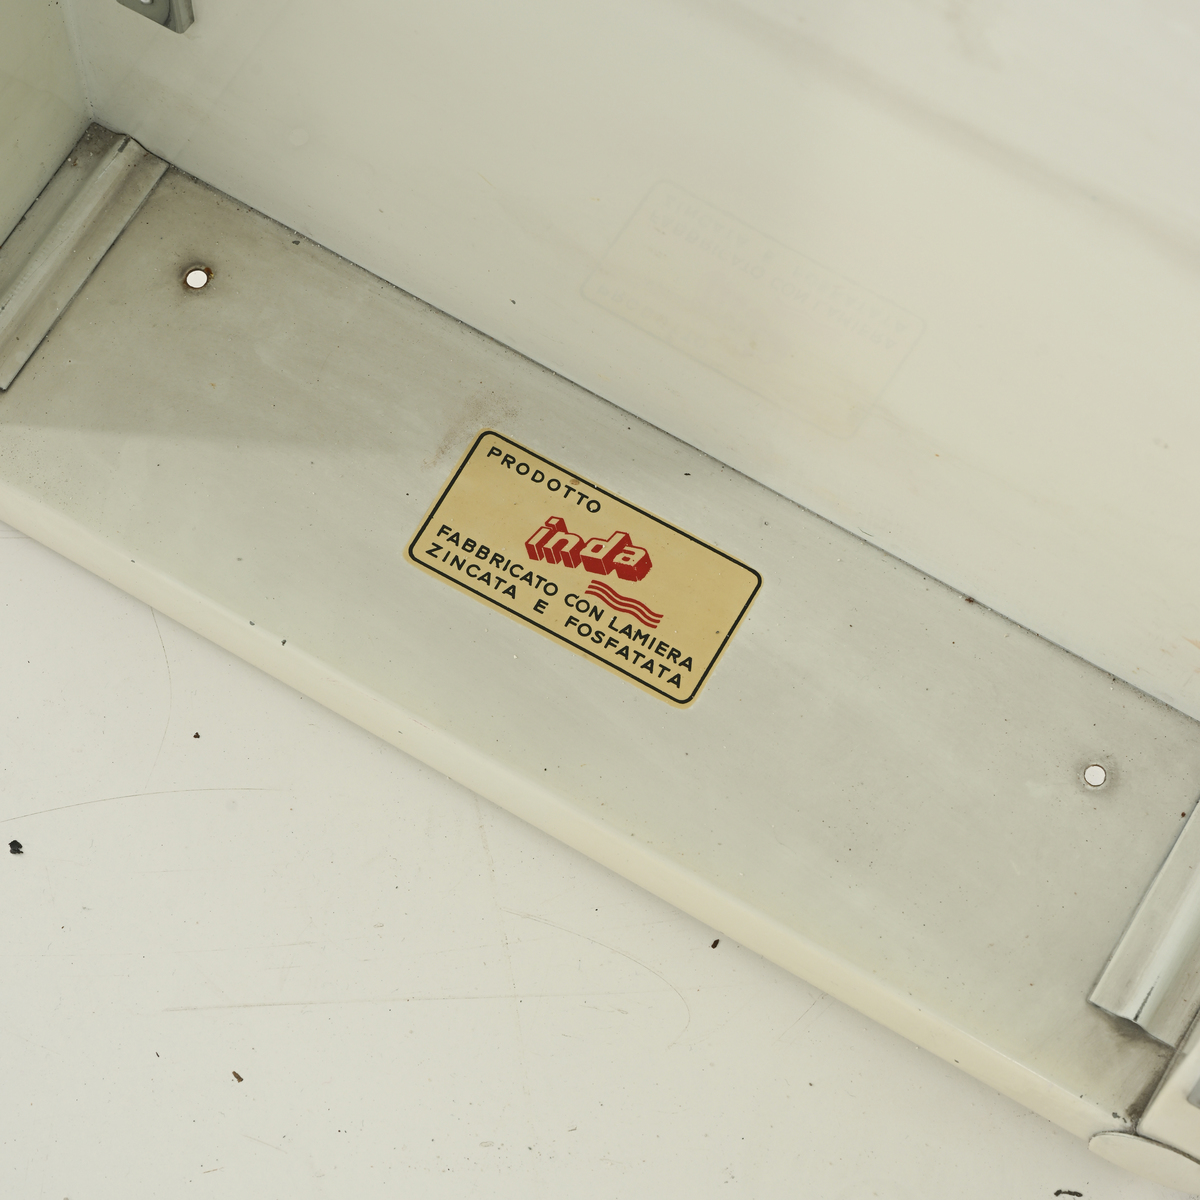 PRODOTTO
inda
FABBRICATO CON LAMIERA
ZINCATA E FOSFATATA